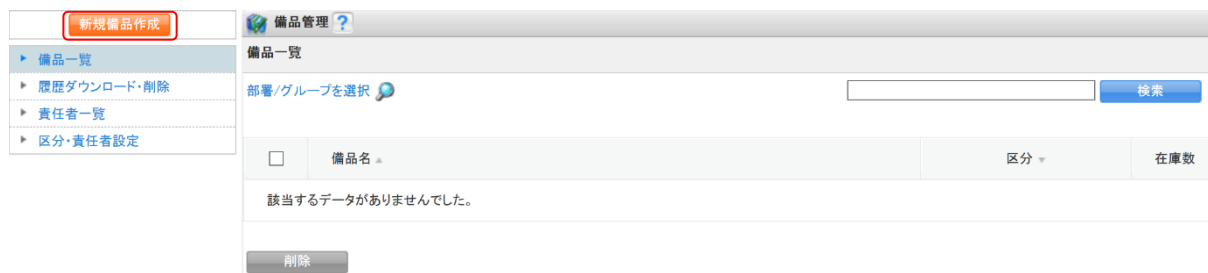 新規備品作成
備品一覧
履歴ダウンロード・削除
責任者一覧
区分・責任者設定
備品管理 ?
備品一覧
部署/グループを選択
検索
備品名 区分 在庫数
該当するデータがありませんでした。
削除